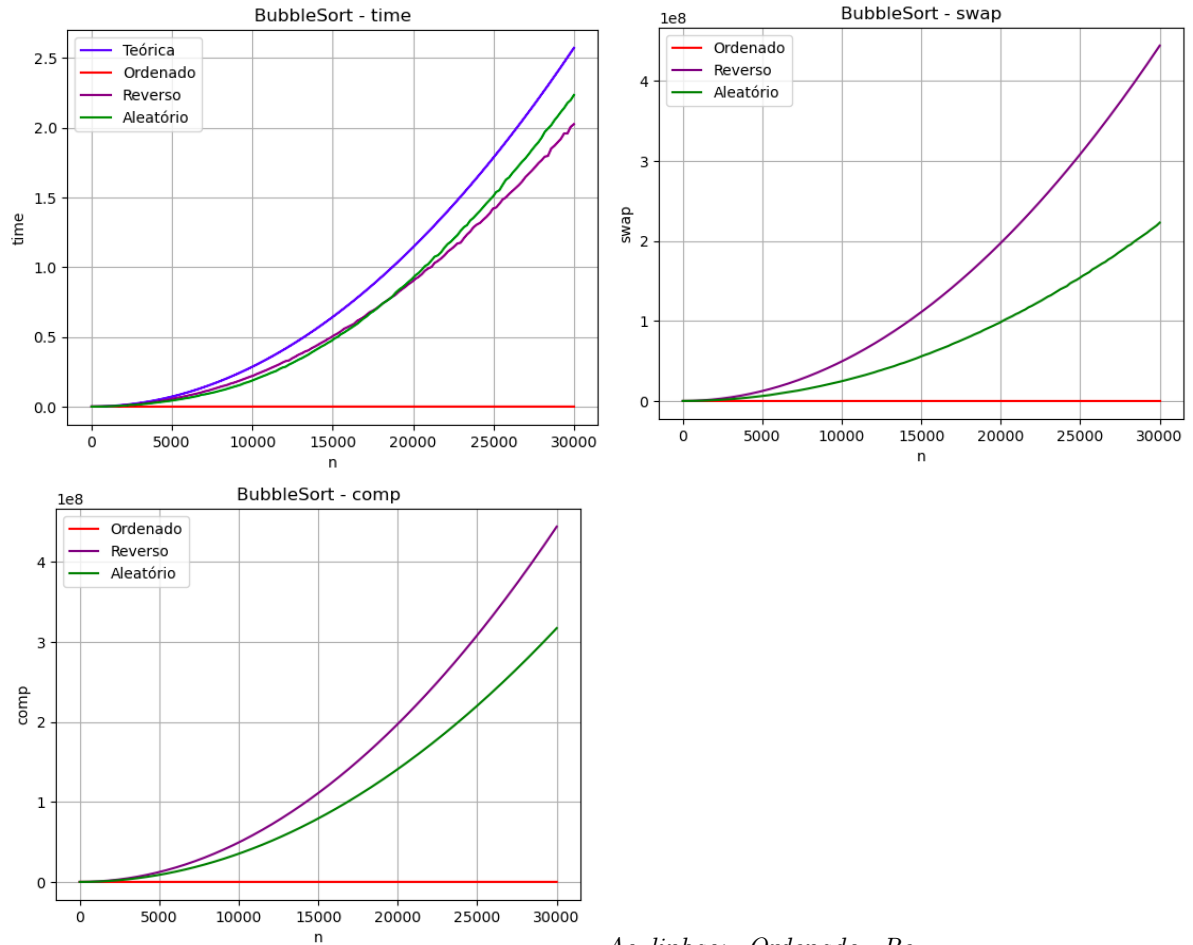 BubbleSort - time
Teórica
Ordenado
Reverso
Aleatório
2.5
2.0
1.5
1.0
0.5
0.0
time
0 5000 10000 15000 20000 25000 30000
n
BubbleSort - swap
1e8
Ordenado
Reverso
Aleatório
4
3
2
1
0
swap
0 5000 10000 15000 20000 25000 30000
n
BubbleSort - comp
1e8
Ordenado
Reverso
Aleatório
4
3
2
1
0
comp
0 5000 10000 15000 20000 25000 30000
n